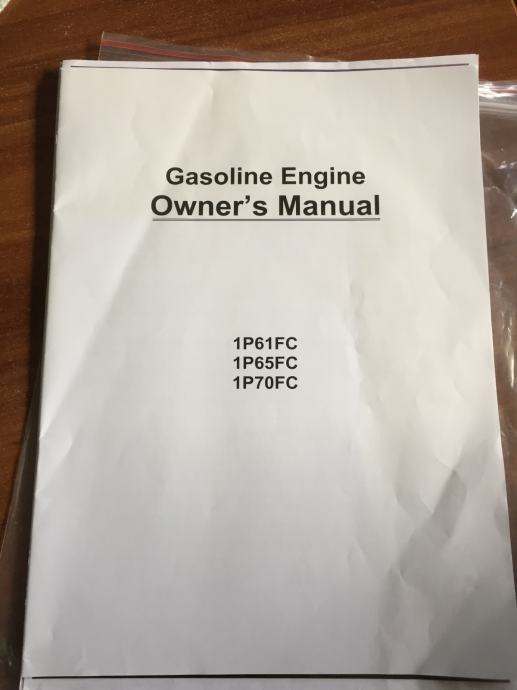 Gasoline Engine
Owner's Manual
1P61FC
1P65FC
1P70FC